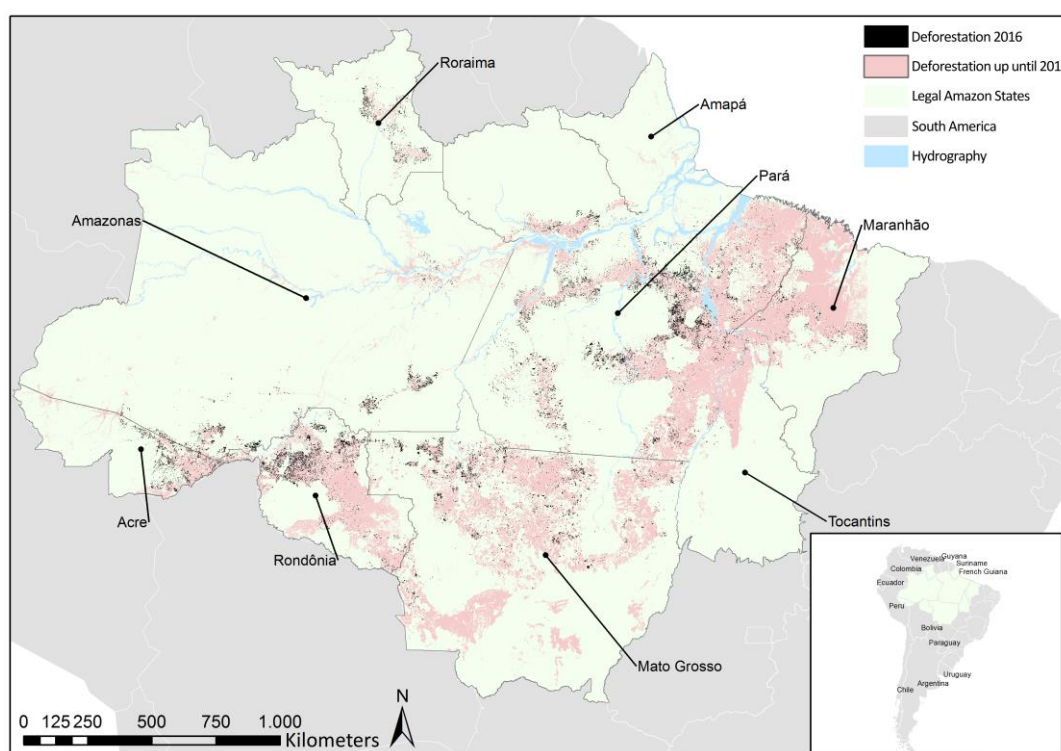 Deforestation 2016
Deforestation up until 201
Legal Amazon States
South America
Hydrography
Roraima
Amapá
Pará
Amazonas
Maranhão
Acre
Rondônia
Tocantins
Mato Grosso
N
0 125 250 500 750 1.000
Kilometers
Venezuela
Guyana
Suriname
French Guiana
Colombia
Ecuador
Peru
Bolivia
Paraguay
Uruguay
Argentina
Chile